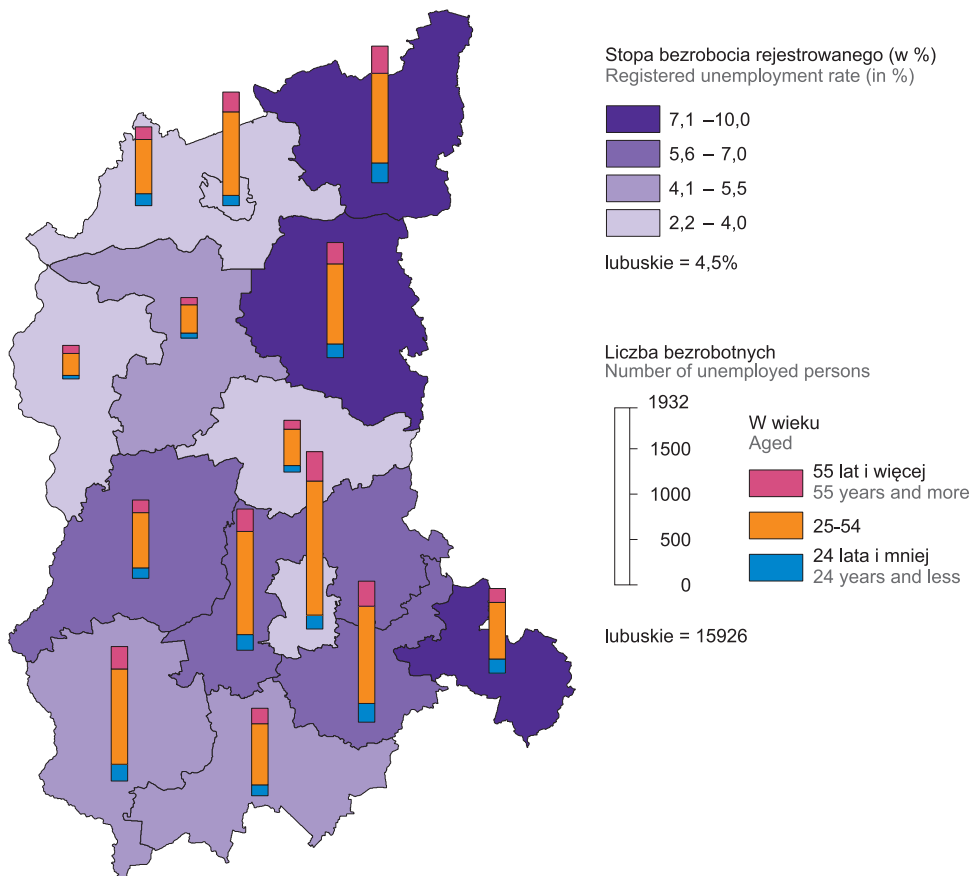 Stopa bezrobocia rejestrowanego (w %)
Registered unemployment rate (in %)
7,1 –10,0
5,6 – 7,0
4,1 – 5,5
2,2 – 4,0
lubuskie = 4,5%
Liczba bezrobotnych
Number of unemployed persons
1932
1500
1000
500
0
W wieku
Aged
55 lat i więcej
55 years and more
25-54
24 lata i mniej
24 years and less
lubuskie = 15926